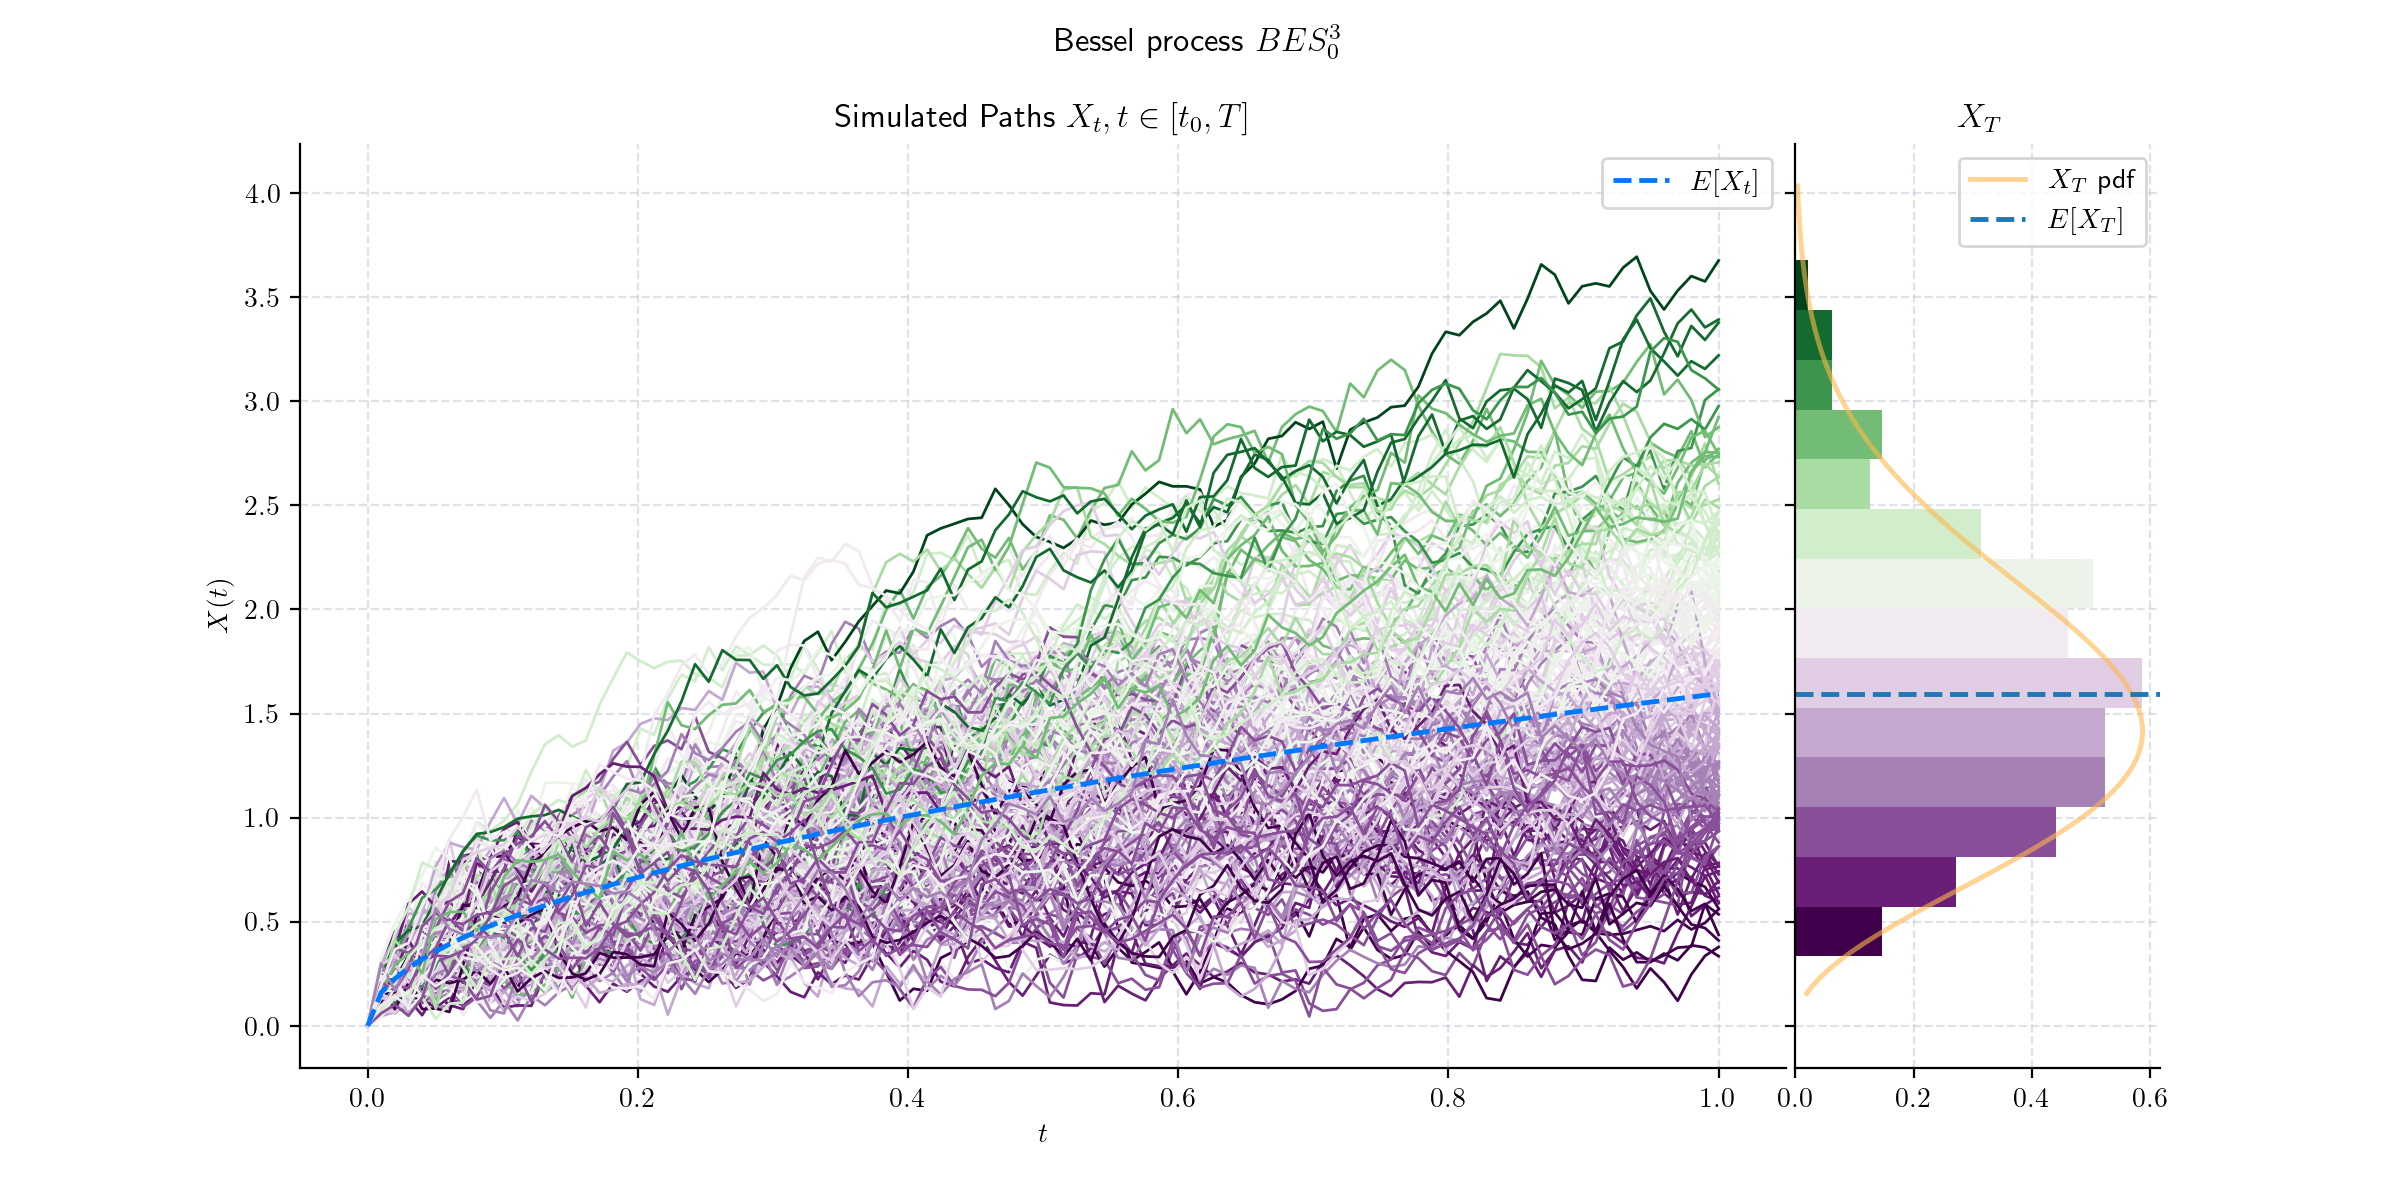 Bessel process $BES_0^3$
Simulated Paths $X_t, t \in [t_0, T]$
$X_T$
$E[X_t]$
$X_T$ pdf
$E[X_T]$
4.0
3.5
3.0
2.5
2.0
1.5
1.0
0.5
0.0
$X(t)$
0.0 0.2 0.4 0.6 0.8 1.0
0.0 0.2 0.4 0.6
$t$